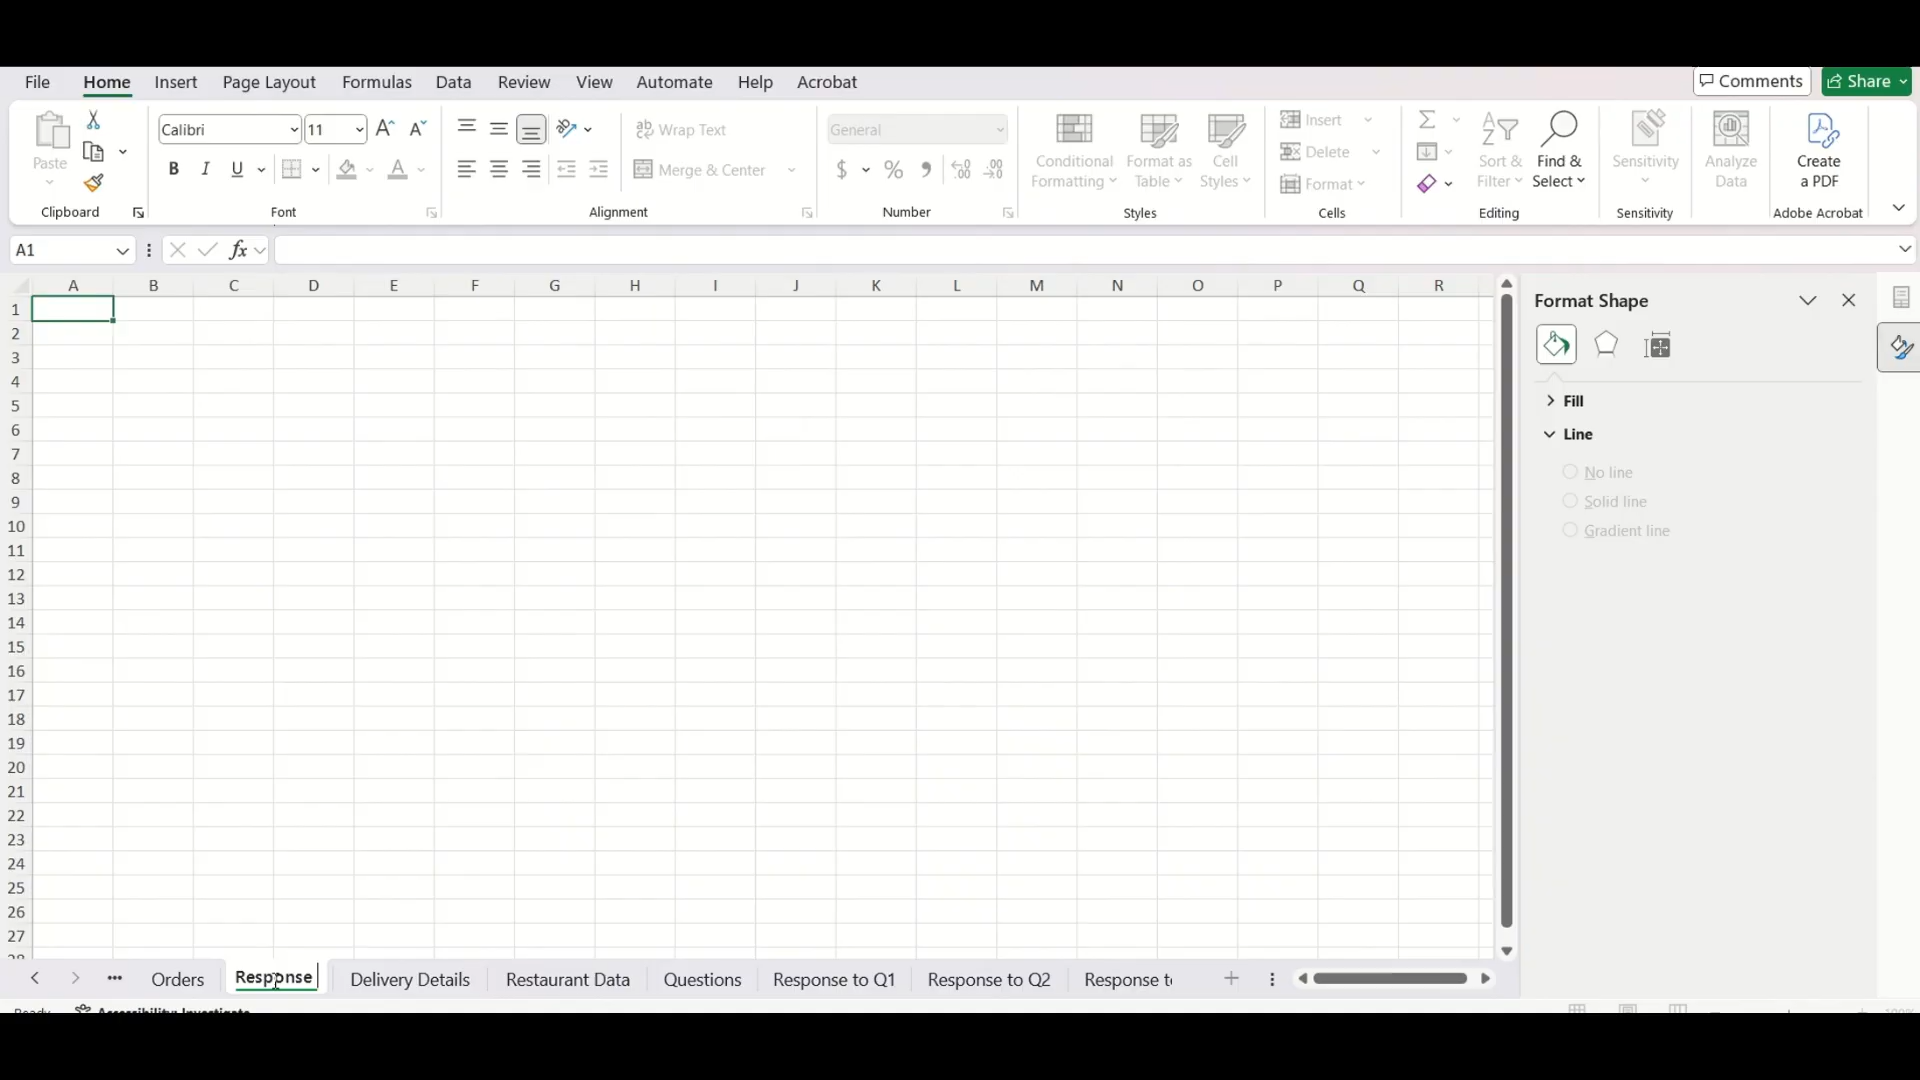 File Home Insert Page Layout Formulas Data Review View Automate Help Acrobat Comments Share
Paste Calibri 11 Wrap Text General Conditional Formatting Format as Table Cell Styles Insert Sort & Filter Find & Select Sensitivity Analyze Data Create a PDF
B I U Merge & Center $ % Delete
Format
Clipboard Font Alignment Number Styles Cells Editing Sensitivity Adobe Acrobat
A1 fx
A B C D E F G H I J K L M N O P Q R
Format Shape
1
2
3
4
5
6
7
8
9
10
11
12
13
14
15
16
17
18
19
20
21
22
23
24
25
26
27
Fill
Line
No line
Solid line
Gradient line
Orders Response Delivery Details Restaurant Data Questions Response to Q1 Response to Q2 Response t
Ready Accessibility: Investigate